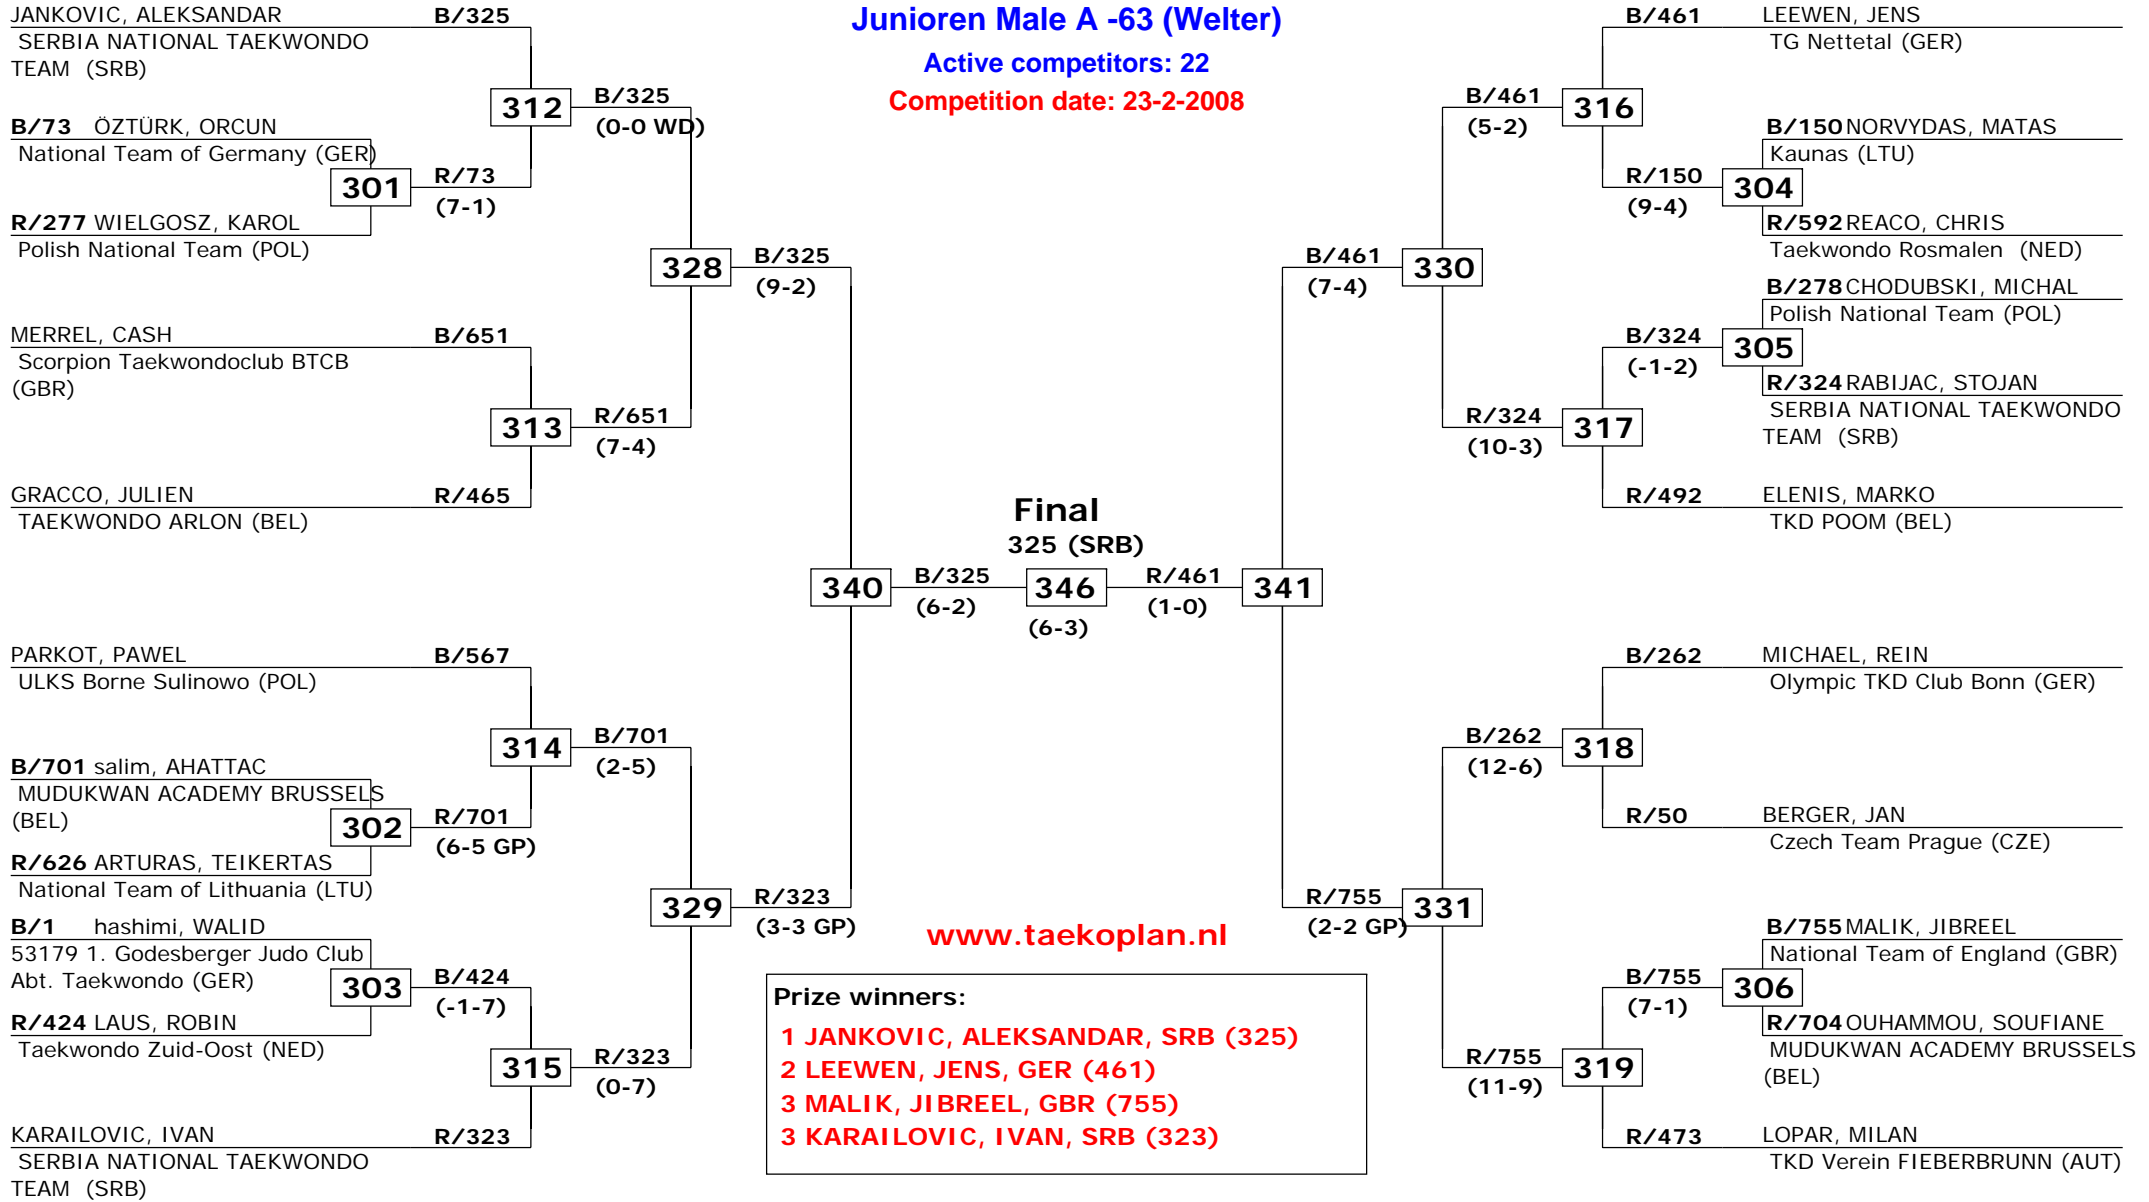 Junioren Male A -63 (Welter)
Active competitors: 22
Competition date: 23-2-2008
JANKOVIC, ALEKSANDAR B/325
SERBIA NATIONAL TAEKWONDO
TEAM (SRB)
312
B/325
(0-0 WD)
B/73 ÖZTÜRK, ORCUN
National Team of Germany (GER)
301
R/73
(7-1)
R/277 WIELGOSZ, KAROL
Polish National Team (POL)
328
B/325
(9-2)
MERREL, CASH B/651
Scorpion Taekwondoclub BTCB
(GBR)
313
R/651
(7-4)
GRACCO, JULIEN R/465
TAEKWONDO ARLON (BEL)
340
B/325
(6-2)
PARKOT, PAWEL B/567
ULKS Borne Sulinowo (POL)
314
B/701
(2-5)
B/701 salim, AHATTAC
MUDUKWAN ACADEMY BRUSSELS
(BEL)
302
R/701
(6-5 GP)
R/626 ARTURAS, TEIKERTAS
National Team of Lithuania (LTU)
329
R/323
(3-3 GP)
B/1 hashimi, WALID
53179 1. Godesberger Judo Club
Abt. Taekwondo (GER)
303
B/424
(-1-7)
R/424 LAUS, ROBIN
Taekwondo Zuid-Oost (NED)
315
R/323
(0-7)
KARAILOVIC, IVAN R/323
SERBIA NATIONAL TAEKWONDO
TEAM (SRB)
Final
325 (SRB)
346
(6-3)
R/461
(1-0)
341
B/461 LEEWEN, JENS
TG Nettetal (GER)
B/461
(5-2)
316
B/150 NORVYDAS, MATAS
Kaunas (LTU)
R/150
(9-4)
304
R/592 REACO, CHRIS
Taekwondo Rosmalen (NED)
B/461
(7-4)
330
B/278 CHODUBSKI, MICHAL
Polish National Team (POL)
B/324
(-1-2)
305
R/324 RABIJAC, STOJAN
SERBIA NATIONAL TAEKWONDO
TEAM (SRB)
R/324
(10-3)
317
R/492 ELENIS, MARKO
TKD POOM (BEL)
B/262 MICHAEL, REIN
Olympic TKD Club Bonn (GER)
B/262
(12-6)
318
R/50 BERGER, JAN
Czech Team Prague (CZE)
R/755
(2-2 GP)
331
B/755 MALIK, JIBREEL
National Team of England (GBR)
B/755
(7-1)
306
R/704 OUHAMMOU, SOUFIANE
MUDUKWAN ACADEMY BRUSSELS
(BEL)
R/755
(11-9)
319
R/473 LOPAR, MILAN
TKD Verein FIEBERBRUNN (AUT)
www.taekoplan.nl
Prize winners:
1 JANKOVIC, ALEKSANDAR, SRB (325)
2 LEEWEN, JENS, GER (461)
3 MALIK, JIBREEL, GBR (755)
3 KARAILOVIC, IVAN, SRB (323)